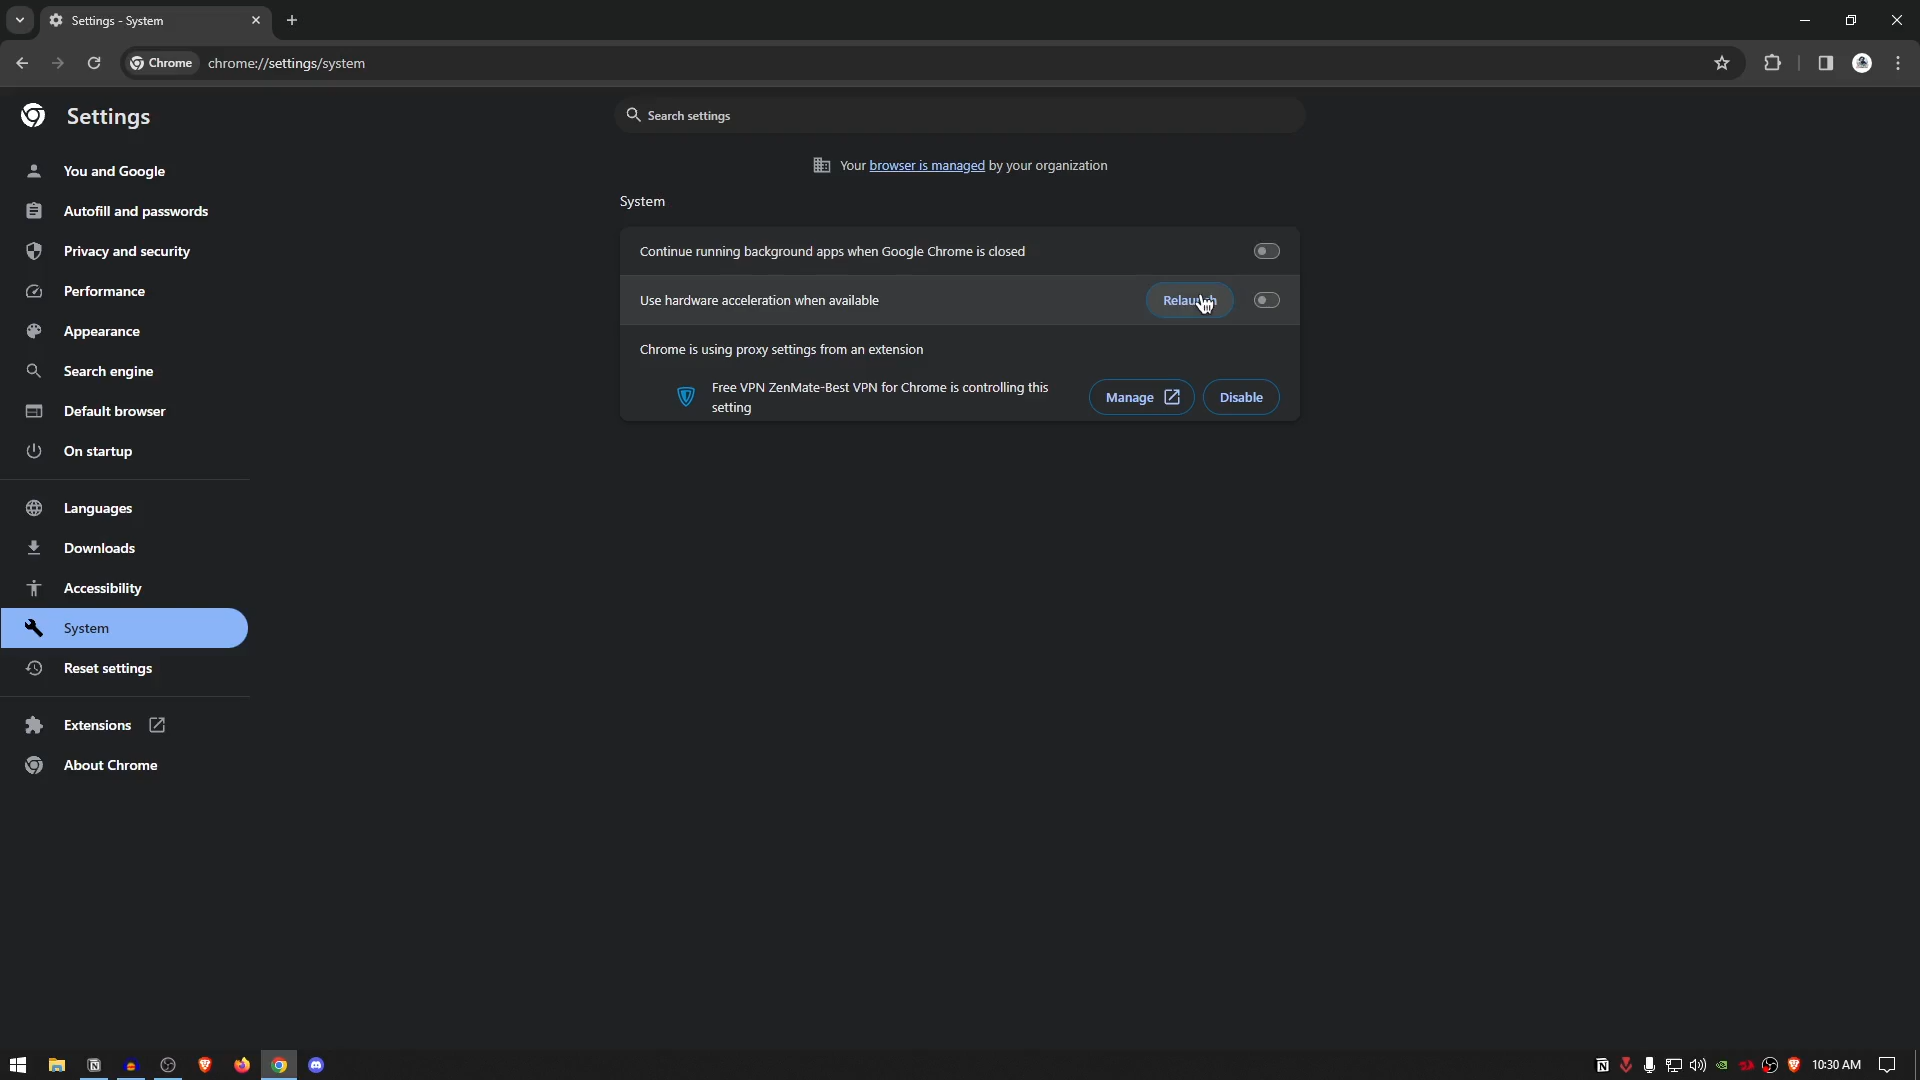 Settings - System
Chrome
chrome://settings/system
Settings
Search settings
Your browser is managed by your organization
You and Google
Autofill and passwords
Privacy and security
Performance
Appearance
Search engine
Default browser
On startup
Languages
Downloads
Accessibility
System
Reset settings
Extensions
About Chrome
System
Continue running background apps when Google Chrome is closed
Use hardware acceleration when available
Relaunch
Chrome is using proxy settings from an extension
Free VPN ZenMate-Best VPN for Chrome is controlling this
setting
Manage
Disable
10:30 AM